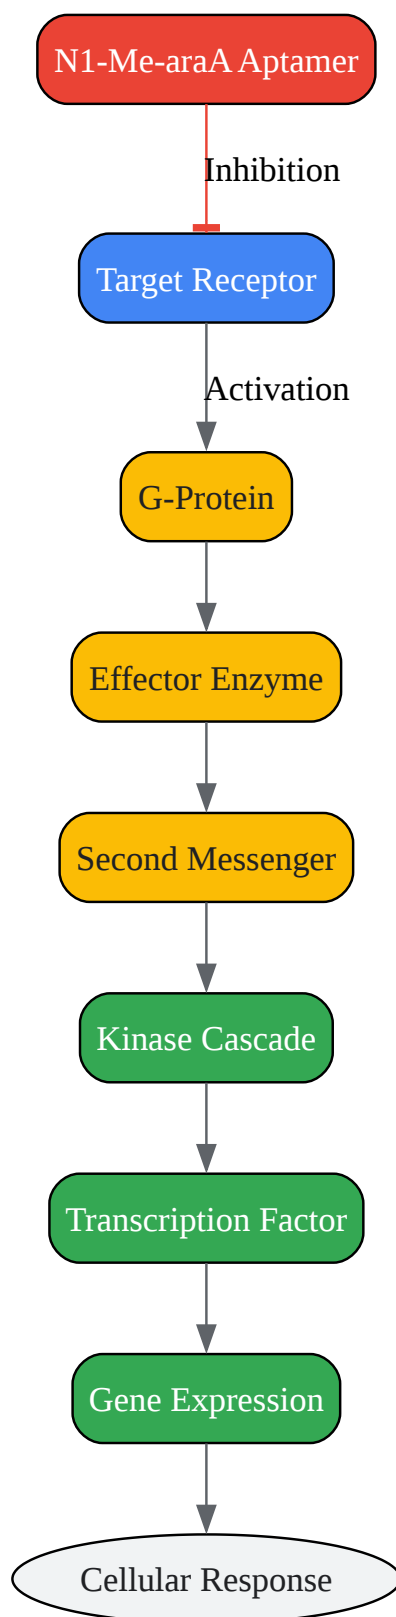 N1-Me-araA Aptamer
Inhibition
Target Receptor
Activation
G-Protein
Effector Enzyme
Second Messenger
Kinase Cascade
Transcription Factor
Gene Expression
Cellular Response